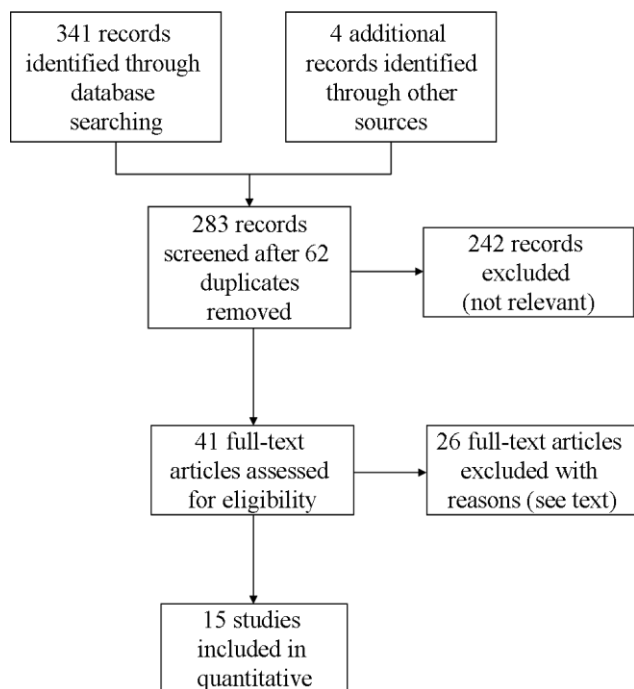 341 records
identified through
database
searching
4 additional
records identified
through other
sources
283 records
screened after 62
duplicates
removed
242 records
excluded
(not relevant)
41 full-text
articles assessed
for eligibility
26 full-text articles
excluded with
reasons (see text)
15 studies
included in
quantitative